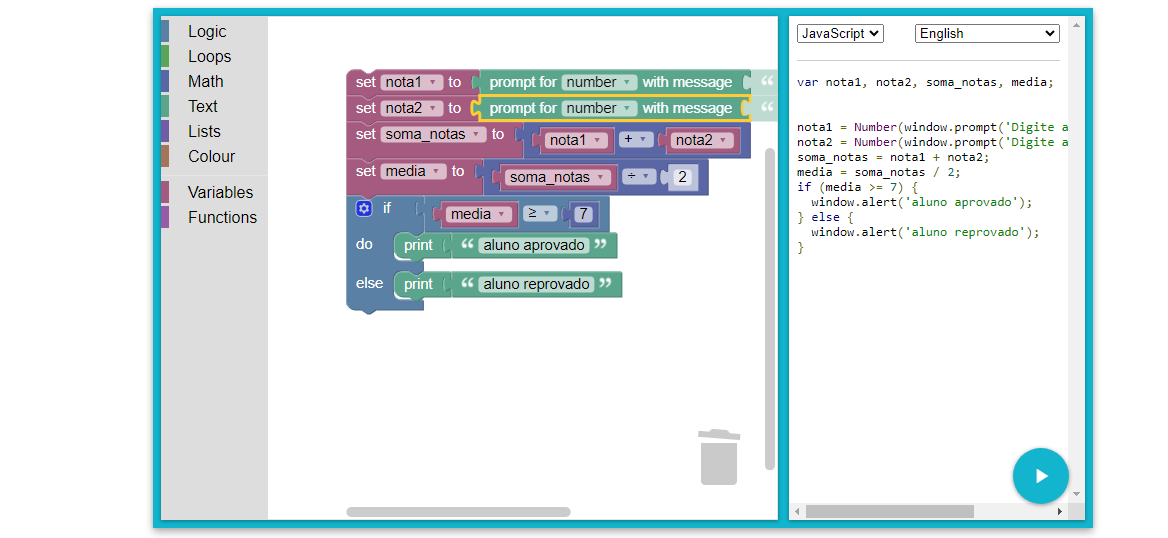 Logic
Loops
Math
Text
Lists
Colour
Variables
Functions
set nota1 to prompt for number with message “
set nota2 to prompt for number with message “
set soma_notas to nota1 + nota2
set media to soma_notas ÷ 2
if media ≥ 7
do print “ aluno aprovado ”
else print “ aluno reprovado ”
JavaScript English
var nota1, nota2, soma_notas, media;
nota1 = Number(window.prompt('Digite a
nota2 = Number(window.prompt('Digite a
soma_notas = nota1 + nota2;
media = soma_notas / 2;
if (media >= 7) {
window.alert('aluno aprovado');
} else {
window.alert('aluno reprovado');
}